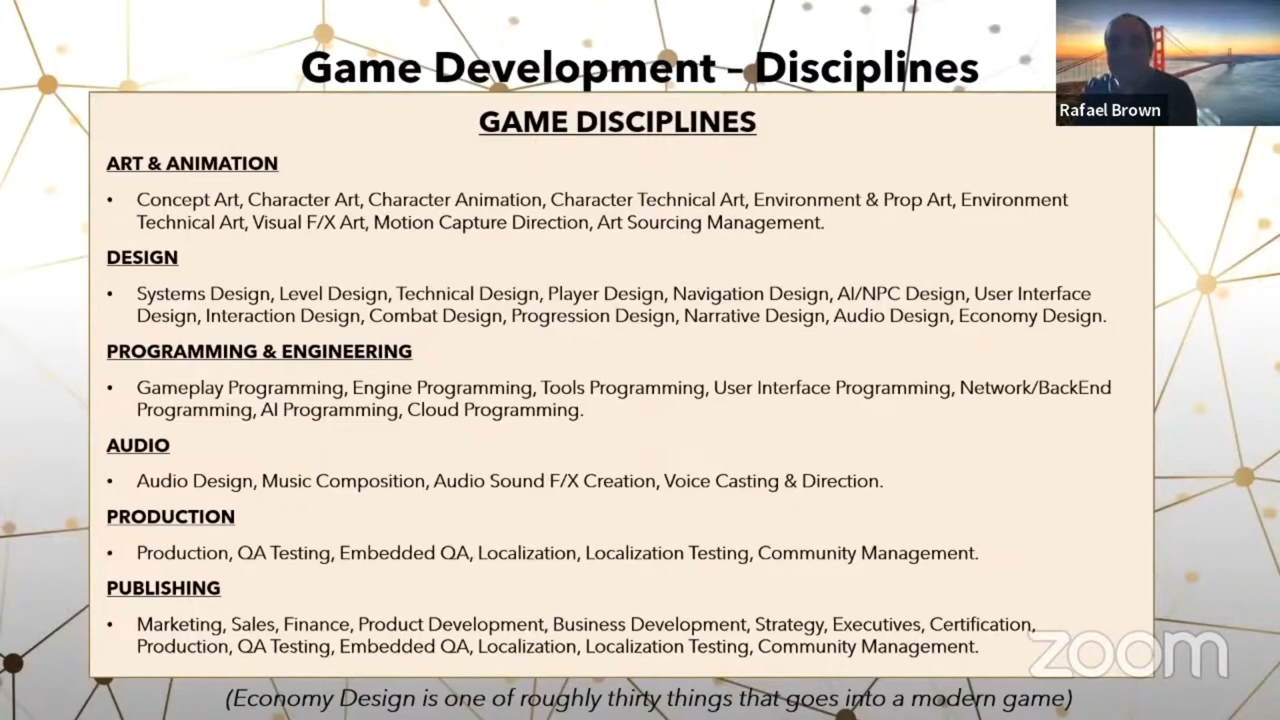 Game Development – Disciplines
Rafael Brown
GAME DISCIPLINES
ART & ANIMATION
• Concept Art, Character Art, Character Animation, Character Technical Art, Environment & Prop Art, Environment
Technical Art, Visual F/X Art, Motion Capture Direction, Art Sourcing Management.
DESIGN
• Systems Design, Level Design, Technical Design, Player Design, Navigation Design, AI/NPC Design, User Interface
Design, Interaction Design, Combat Design, Progression Design, Narrative Design, Audio Design, Economy Design.
PROGRAMMING & ENGINEERING
• Gameplay Programming, Engine Programming, Tools Programming, User Interface Programming, Network/BackEnd
Programming, AI Programming, Cloud Programming.
AUDIO
• Audio Design, Music Composition, Audio Sound F/X Creation, Voice Casting & Direction.
PRODUCTION
• Production, QA Testing, Embedded QA, Localization, Localization Testing, Community Management.
PUBLISHING
• Marketing, Sales, Finance, Product Development, Business Development, Strategy, Executives, Certification,
Production, QA Testing, Embedded QA, Localization, Localization Testing, Community Management.
zoom
(Economy Design is one of roughly thirty things that goes into a modern game)